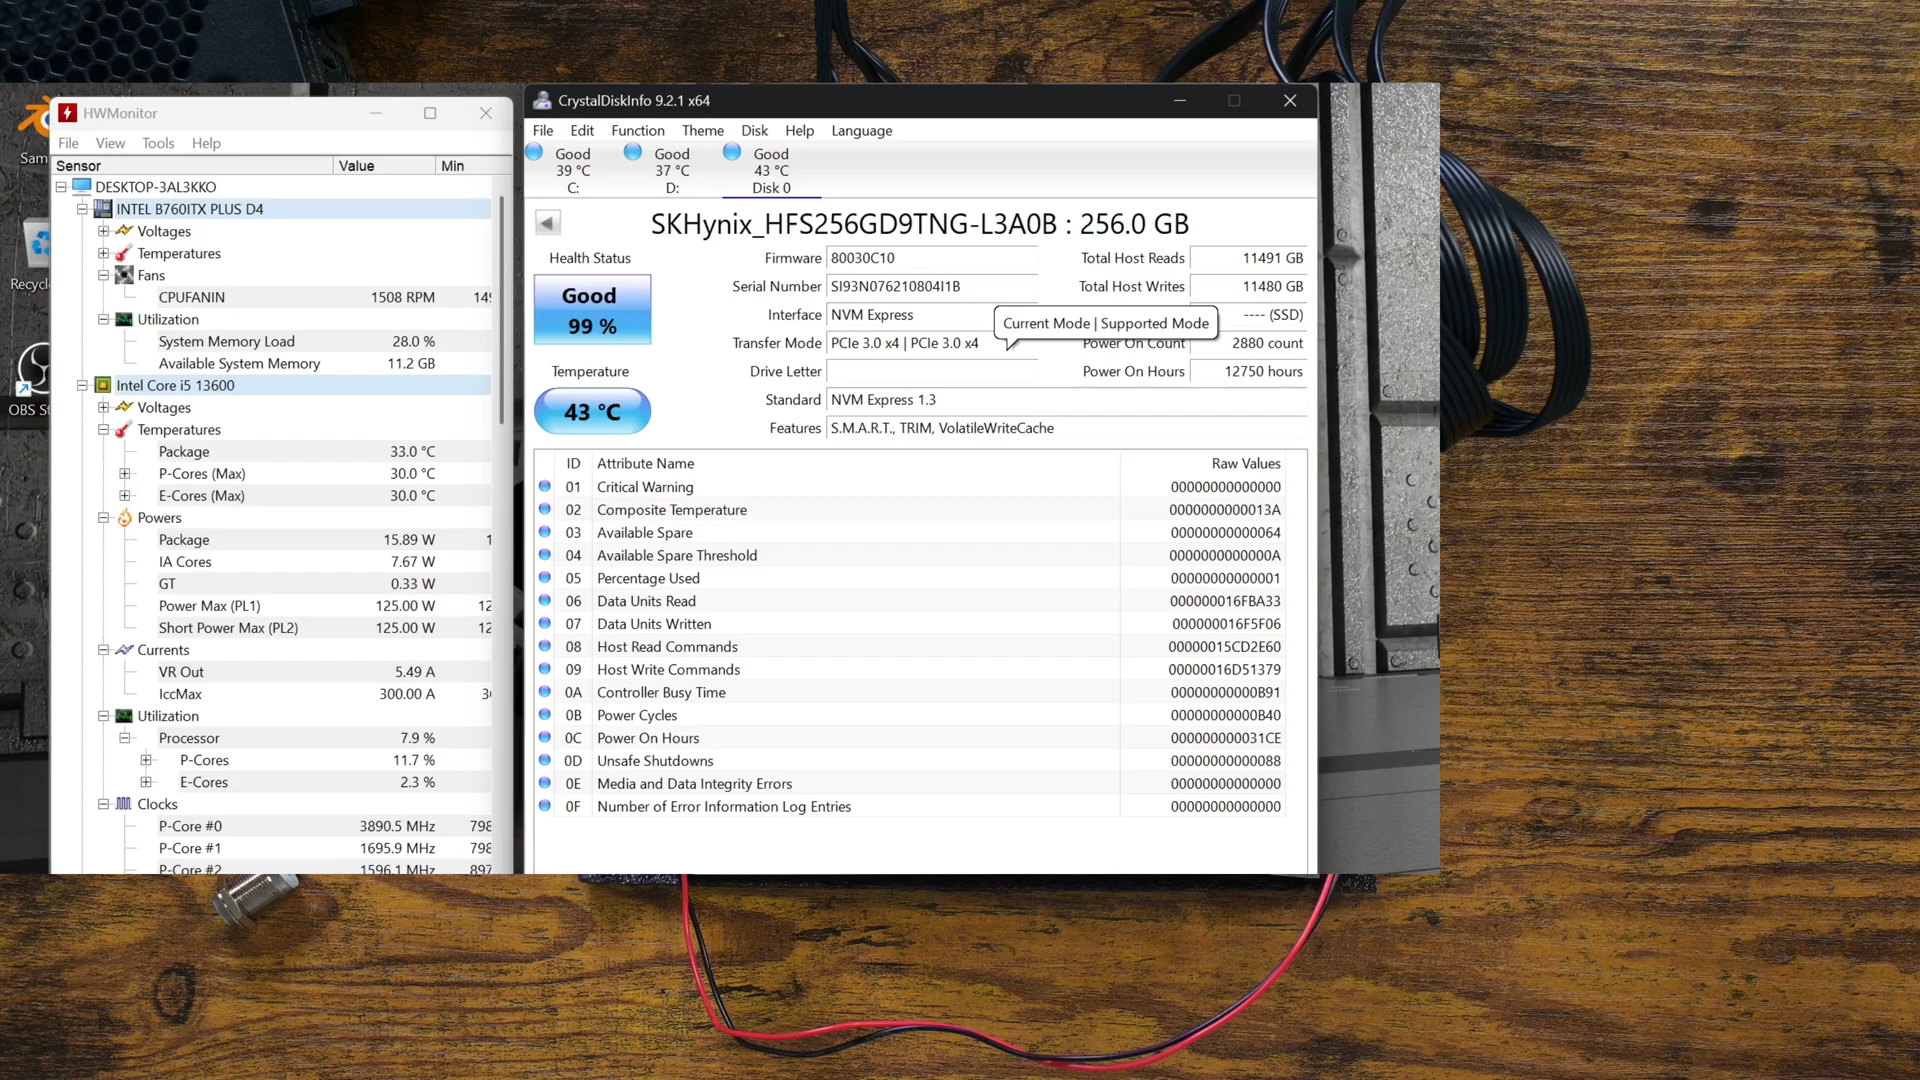 Sam
Recycl
OBS St
HWMonitor
File View Tools Help
Sensor Value Min
DESKTOP-3AL3KKO
INTEL B760ITX PLUS D4
Voltages
Temperatures
Fans
CPUFANIN 1508 RPM 149
Utilization
System Memory Load 28.0 %
Available System Memory 11.2 GB
Intel Core i5 13600
Voltages
Temperatures
Package 33.0 °C
P-Cores (Max) 30.0 °C
E-Cores (Max) 30.0 °C
Powers
Package 15.89 W 1
IA Cores 7.67 W
GT 0.33 W
Power Max (PL1) 125.00 W 12
Short Power Max (PL2) 125.00 W 12
Currents
VR Out 5.49 A
IccMax 300.00 A 3
Utilization
Processor 7.9 %
P-Cores 11.7 %
E-Cores 2.3 %
Clocks
P-Core #0 3890.5 MHz 798
P-Core #1 1695.9 MHz 798
P-Core #2 1596.1 MHz 897
CrystalDiskInfo 9.2.1 x64
File Edit Function Theme Disk Help Language
Good Good Good
39 °C 37 °C 43 °C
C: D: Disk 0
SKHynix_HFS256GD9TNG-L3A0B : 256.0 GB
Health Status
Good
99 %
Temperature
43 °C
Firmware 80030C10 Total Host Reads 11491 GB
Serial Number SI93N076210804I1B Total Host Writes 11480 GB
Interface NVM Express ---- (SSD)
Current Mode | Supported Mode
Transfer Mode PCIe 3.0 x4 | PCIe 3.0 x4 Power On Count 2880 count
Drive Letter Power On Hours 12750 hours
Standard NVM Express 1.3
Features S.M.A.R.T., TRIM, VolatileWriteCache
ID Attribute Name Raw Values
01 Critical Warning 00000000000000
02 Composite Temperature 0000000000013A
03 Available Spare 00000000000064
04 Available Spare Threshold 0000000000000A
05 Percentage Used 00000000000001
06 Data Units Read 000000016FBA33
07 Data Units Written 000000016F5F06
08 Host Read Commands 00000015CD2E60
09 Host Write Commands 00000016D51379
0A Controller Busy Time 00000000000B91
0B Power Cycles 00000000000B40
0C Power On Hours 000000000031CE
0D Unsafe Shutdowns 00000000000088
0E Media and Data Integrity Errors 00000000000000
0F Number of Error Information Log Entries 00000000000000